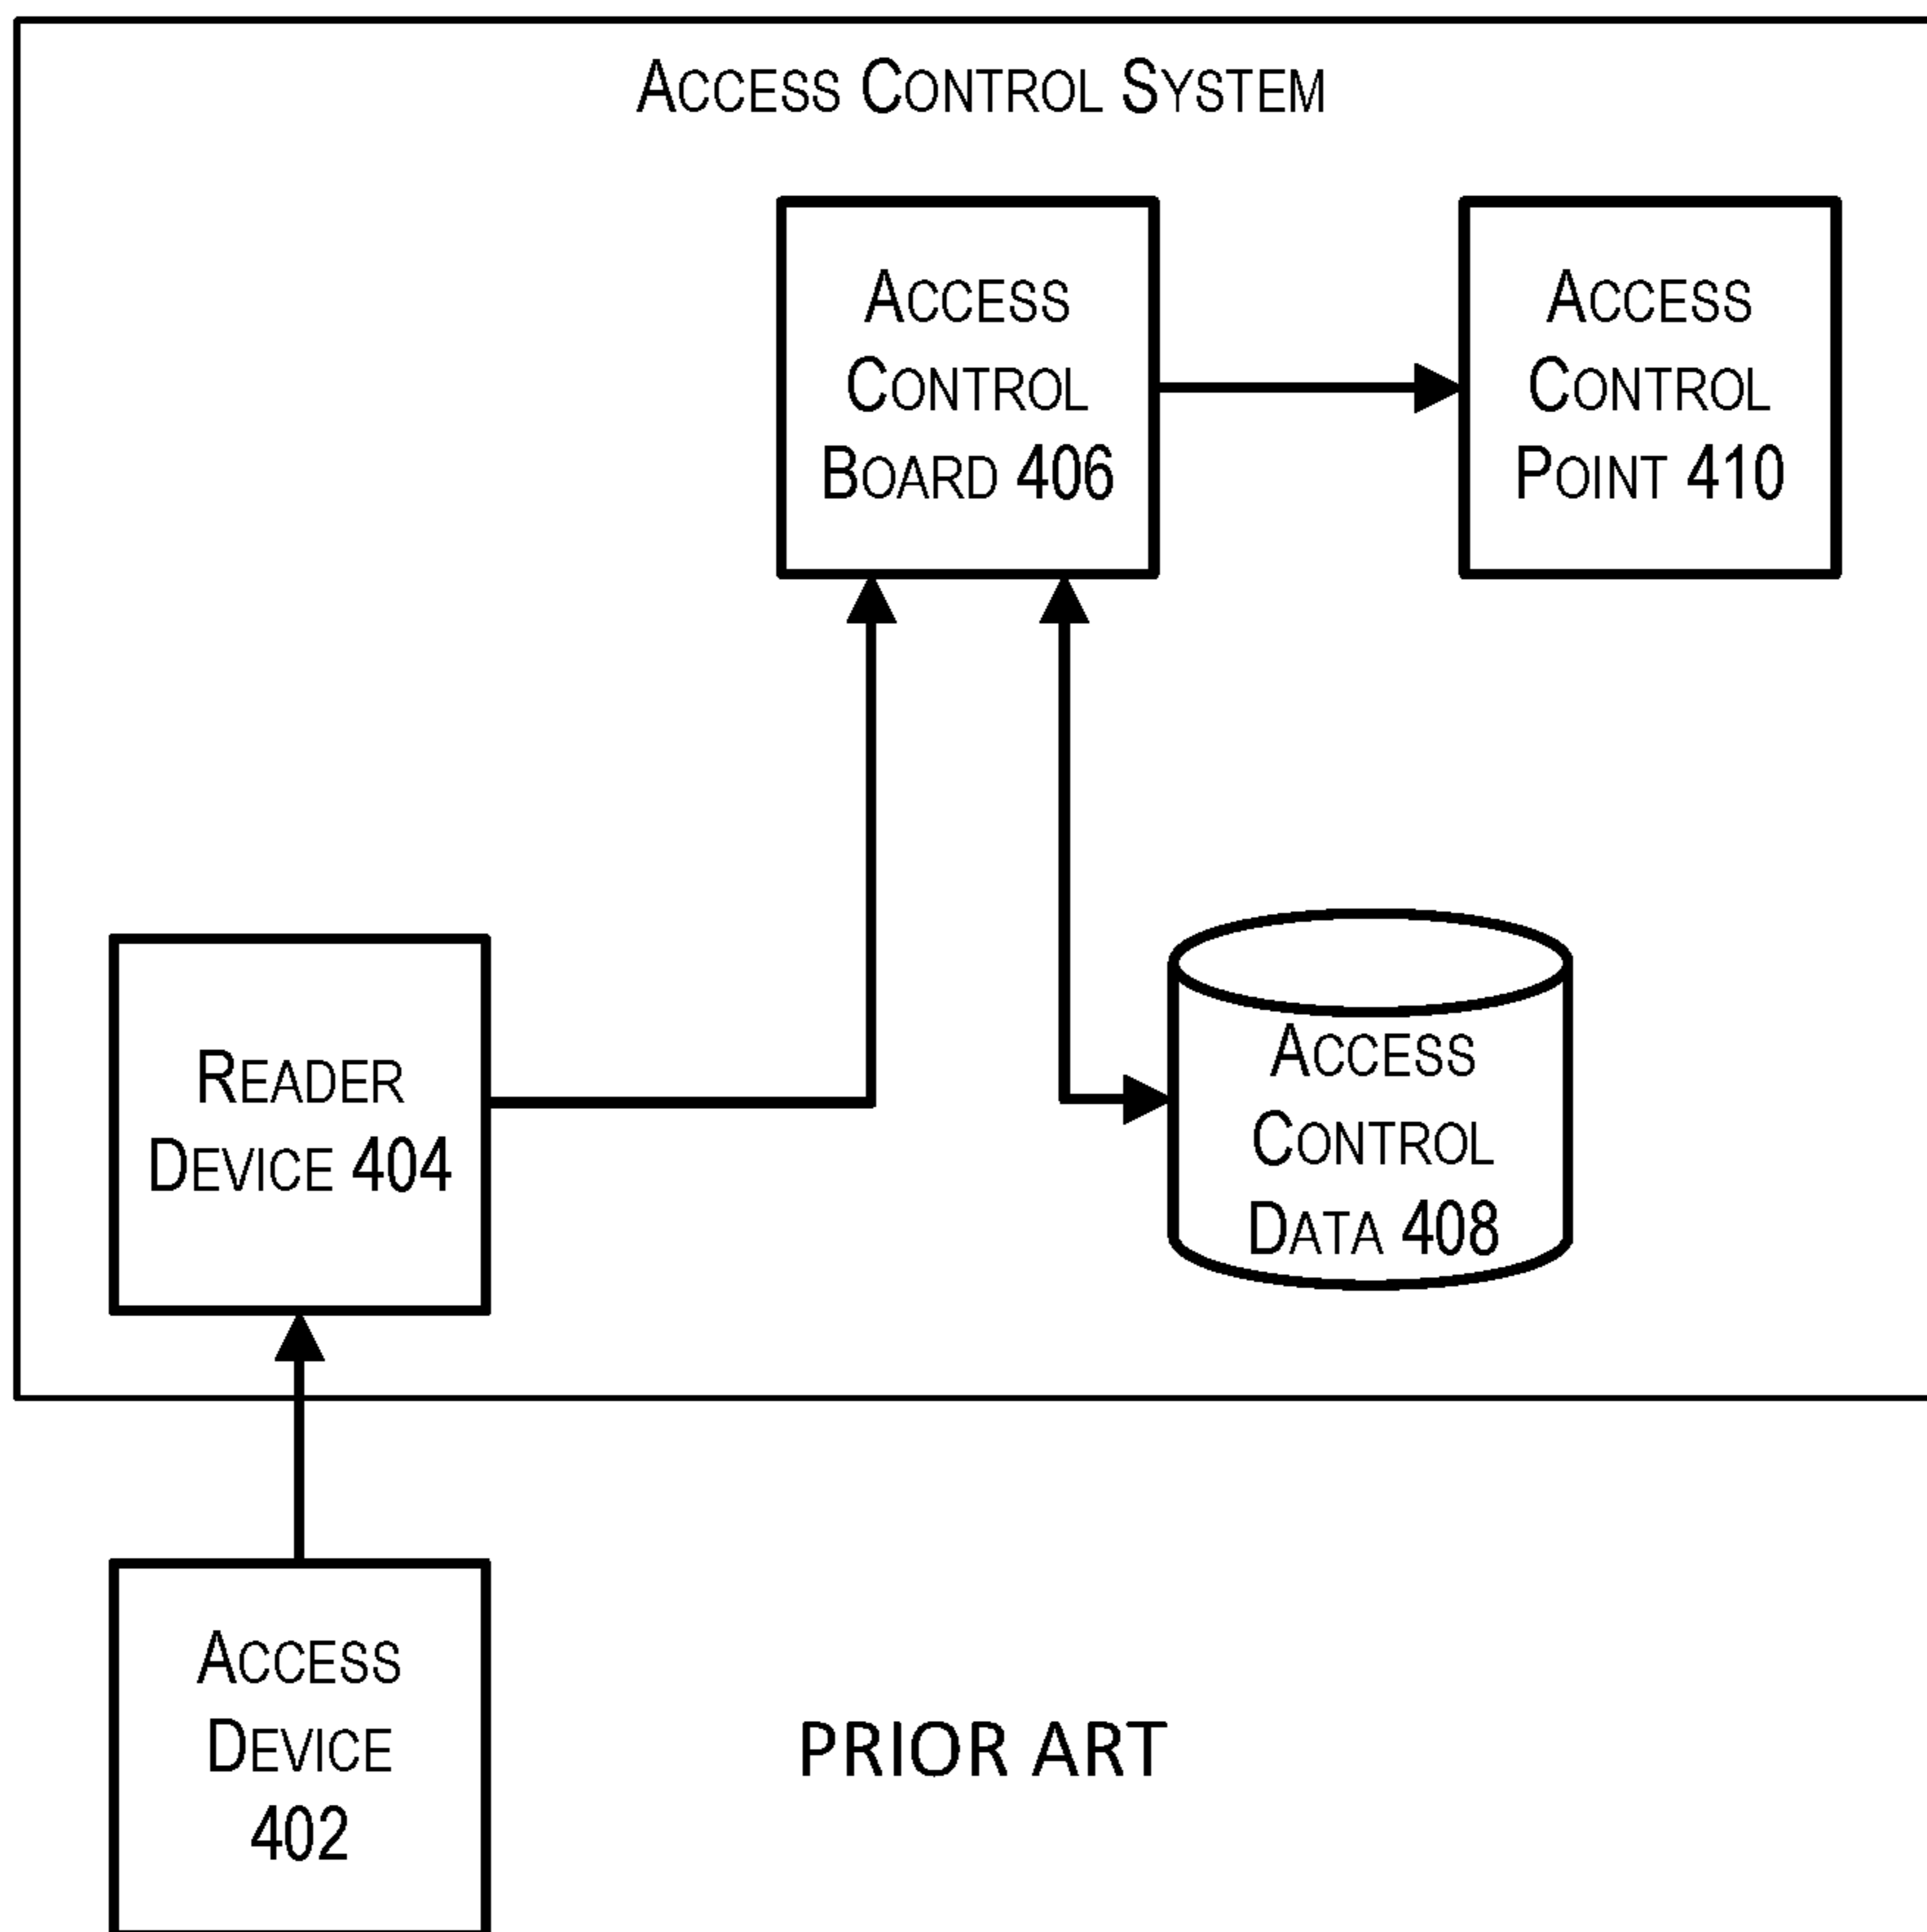 ACCESS CONTROL SYSTEM
ACCESS
CONTROL
BOARD 406
ACCESS
CONTROL
POINT 410
READER
DEVICE 404
ACCESS
CONTROL
DATA 408
ACCESS
DEVICE
402
PRIOR ART